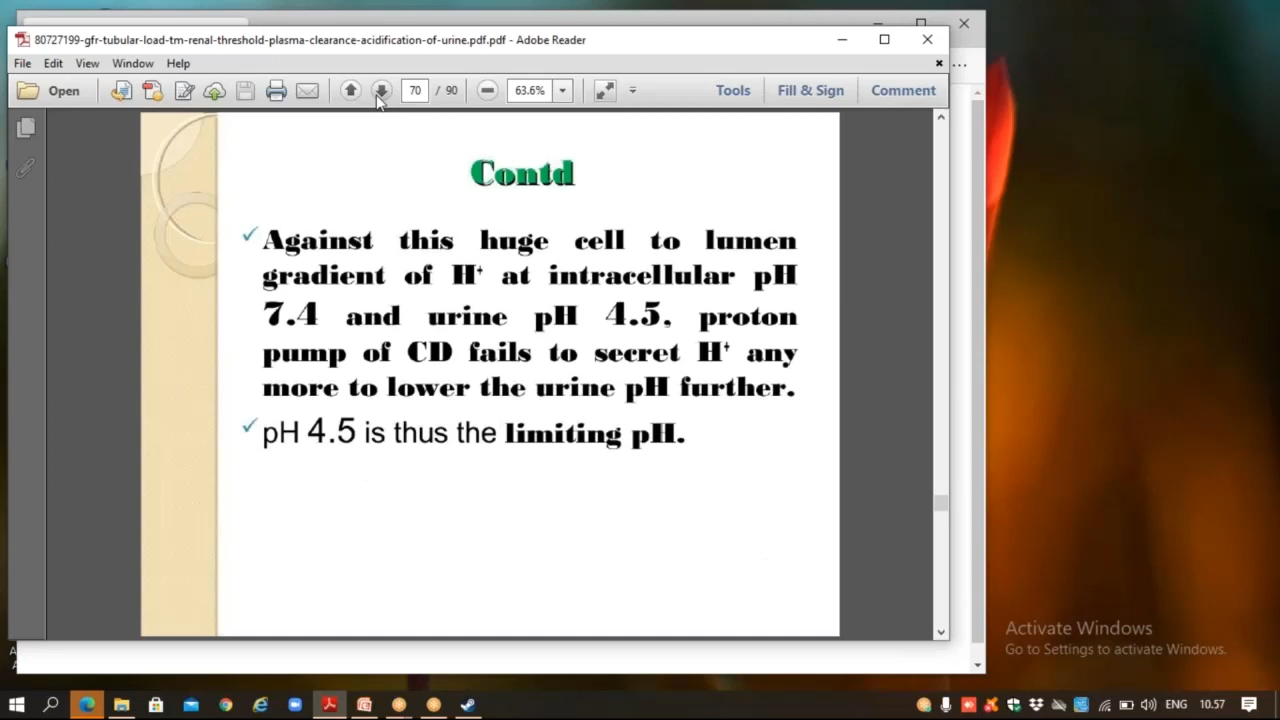 80727199-gfr-tubular-load-tm-renal-threshold-plasma-clearance-acidification-of-urine.pdf.pdf - Adobe Reader
File Edit View Window Help
Open 70 / 90 63.6% Tools Fill & Sign Comment
Contd
Against this huge cell to lumen
gradient of H⁺ at intracellular pH
7.4 and urine pH 4.5, proton
pump of CD fails to secret H⁺ any
more to lower the urine pH further.
pH 4.5 is thus the limiting pH.
Activate Windows
Go to Settings to activate Windows.
ENG 10.57